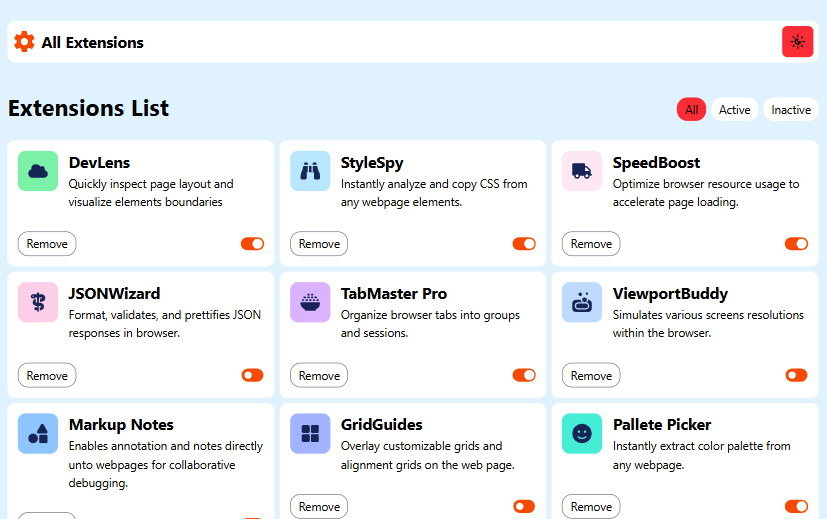 All Extensions
Extensions List
All
Active
Inactive
DevLens
Quickly inspect page layout and
visualize elements boundaries
Remove
StyleSpy
Instantly analyze and copy CSS from
any webpage elements.
Remove
SpeedBoost
Optimize browser resource usage to
accelerate page loading.
Remove
JSONWizard
Format, validates, and prettifies JSON
responses in browser.
Remove
TabMaster Pro
Organize browser tabs into groups
and sessions.
Remove
ViewportBuddy
Simulates various screens resolutions
within the browser.
Remove
Markup Notes
Enables annotation and notes directly
unto webpages for collaborative
debugging.
GridGuides
Overlay customizable grids and
alignment grids on the web page.
Remove
Pallete Picker
Instantly extract color palette from
any webpage.
Remove